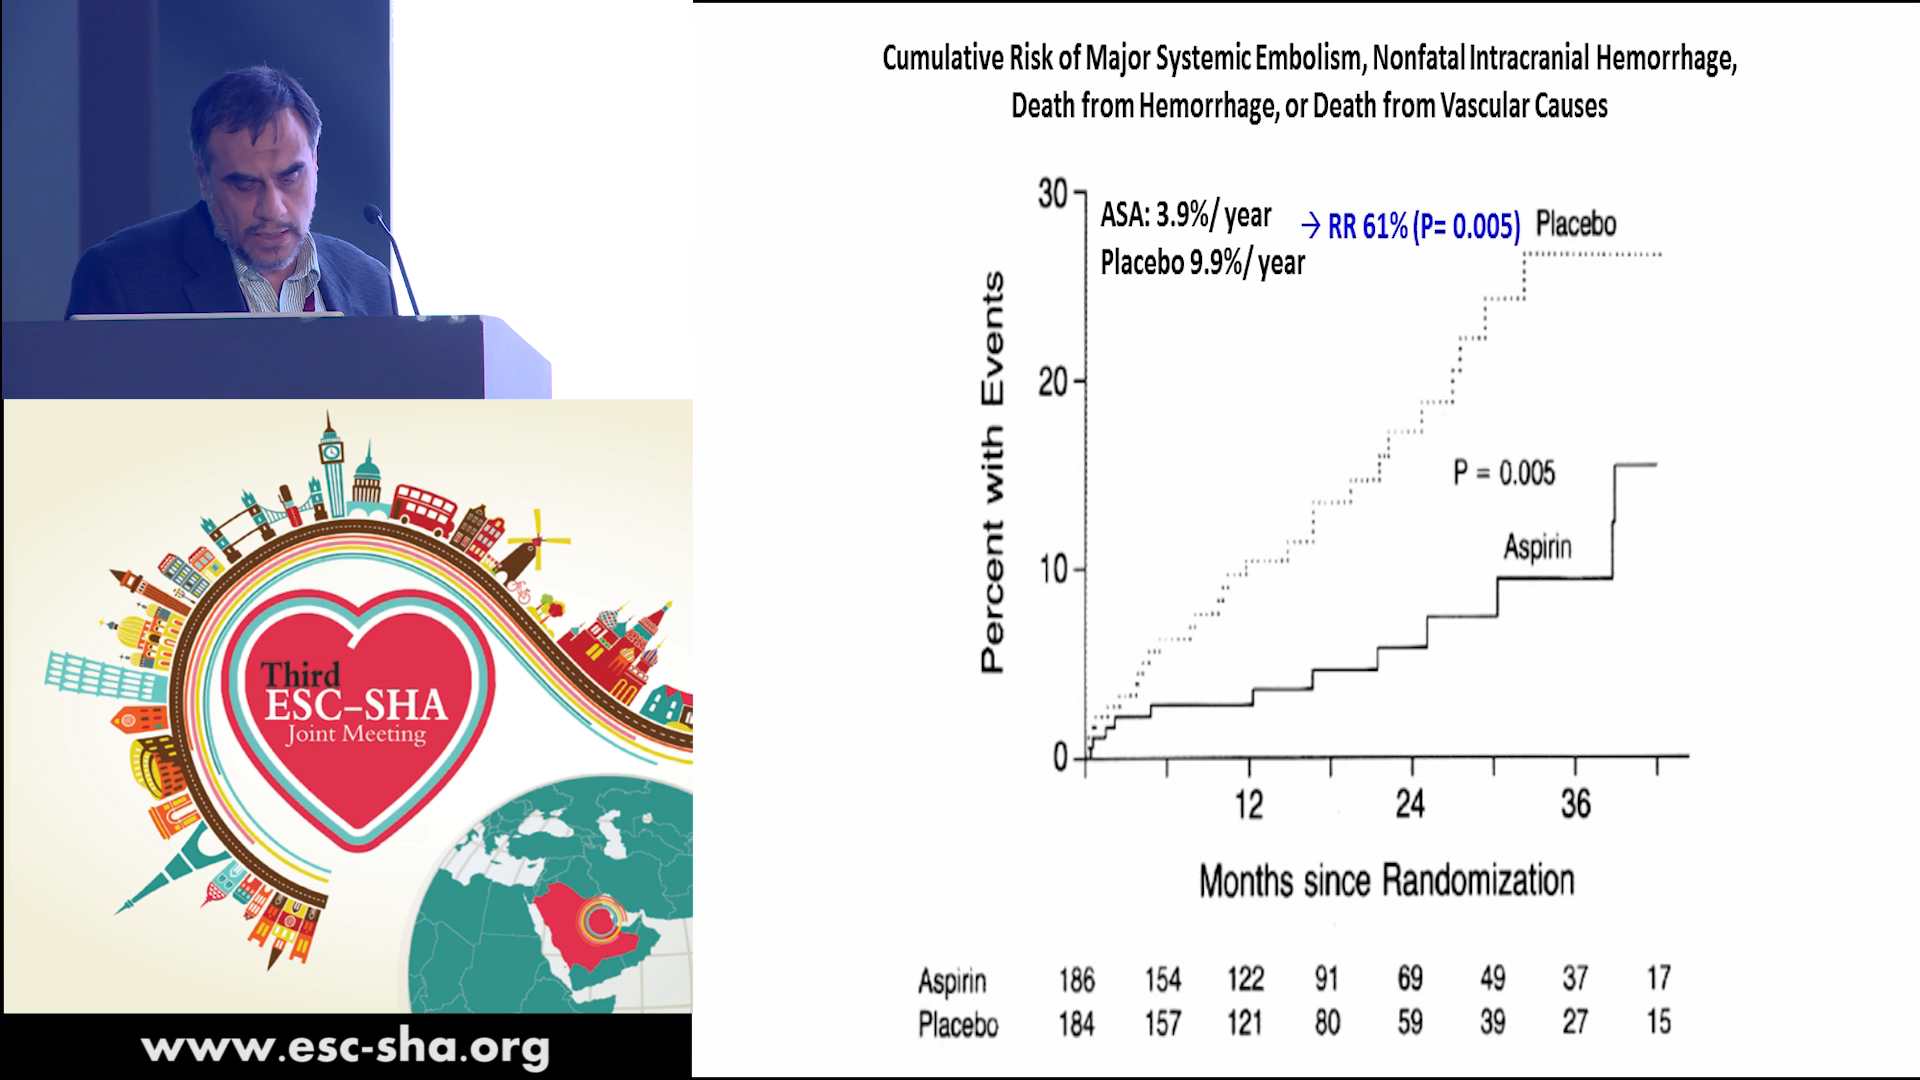 Cumulative Risk of Major Systemic Embolism, Nonfatal Intracranial Hemorrhage,
Death from Hemorrhage, or Death from Vascular Causes
ASA: 3.9%/ year
Placebo 9.9%/ year
→ RR 61% (P= 0.005)
Placebo
P = 0.005
Aspirin
Percent with Events
30
20
10
0
12 24 36
Months since Randomization
Aspirin 186 154 122 91 69 49 37 17
Placebo 184 157 121 80 59 39 27 15
Third
ESC–SHA
Joint Meeting
www.esc-sha.org